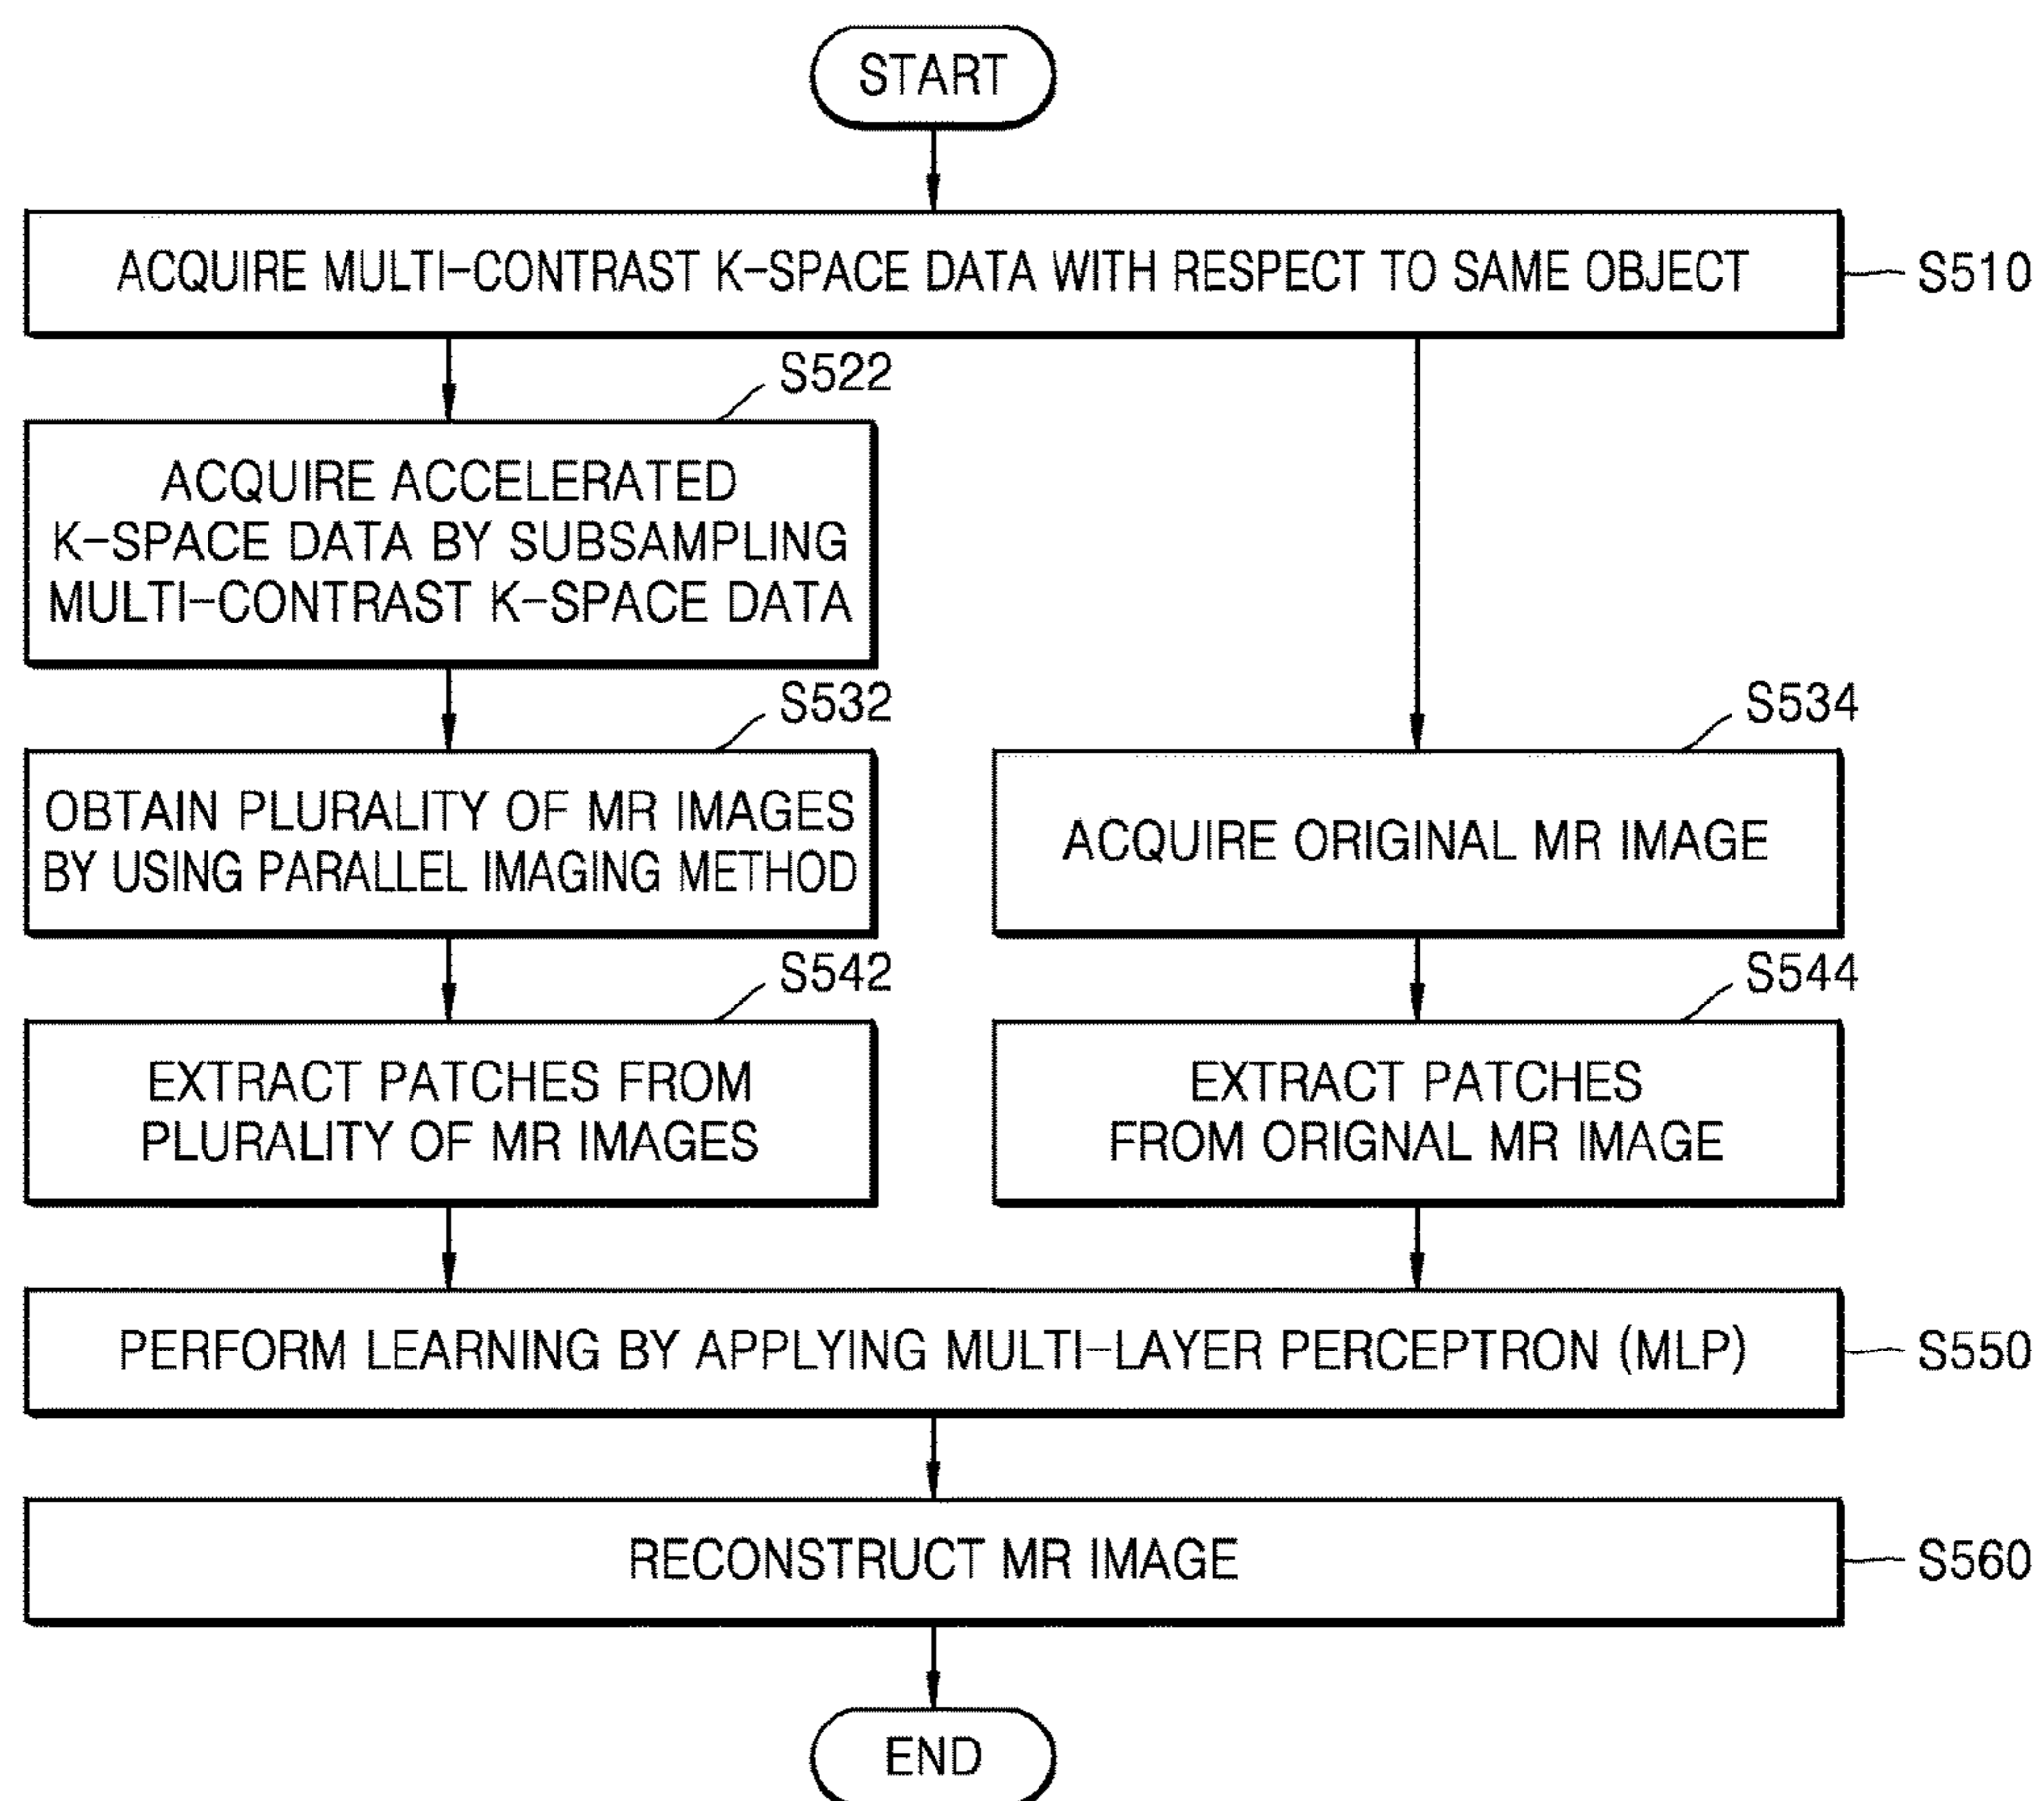 START
ACQUIRE MULTI-CONTRAST K-SPACE DATA WITH RESPECT TO SAME OBJECT
S510
S522
ACQUIRE ACCELERATED
K-SPACE DATA BY SUBSAMPLING
MULTI-CONTRAST K-SPACE DATA
S532
OBTAIN PLURALITY OF MR IMAGES
BY USING PARALLEL IMAGING METHOD
S534
ACQUIRE ORIGINAL MR IMAGE
S542
EXTRACT PATCHES FROM
PLURALITY OF MR IMAGES
S544
EXTRACT PATCHES
FROM ORIGNAL MR IMAGE
PERFORM LEARNING BY APPLYING MULTI-LAYER PERCEPTRON (MLP)
S550
RECONSTRUCT MR IMAGE
S560
END